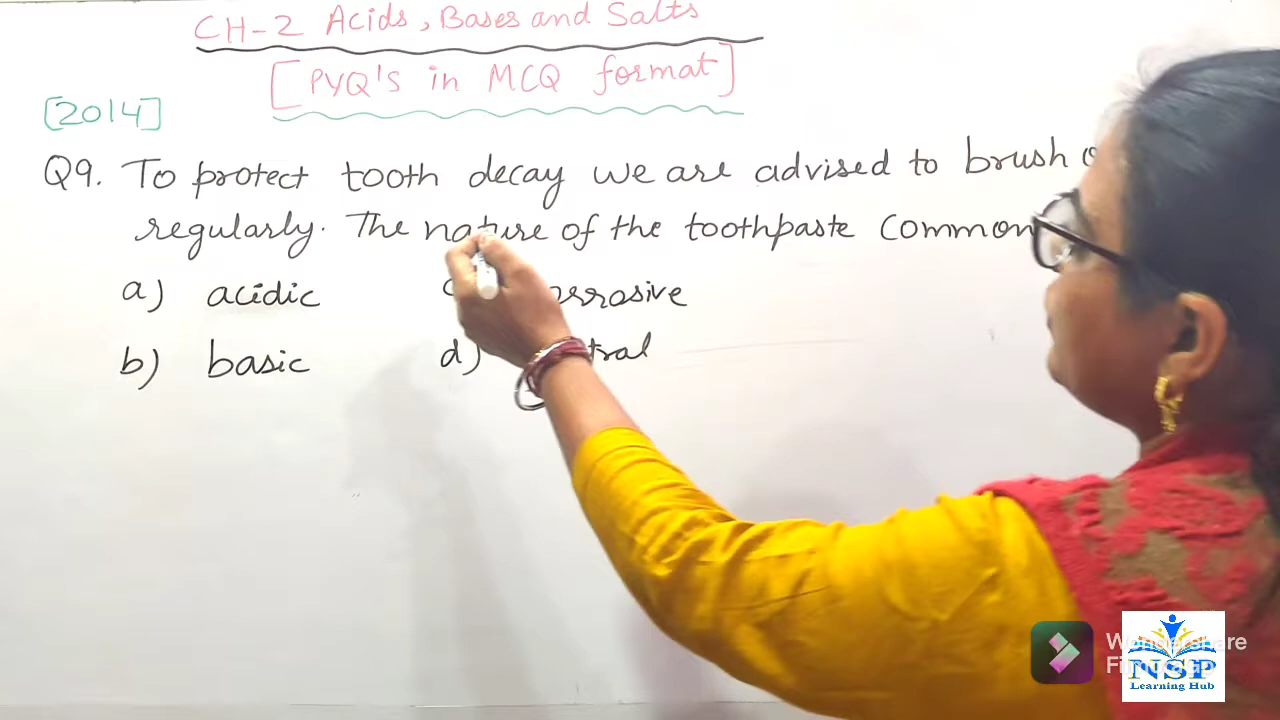 CH-2 Acids, Bases and Salts
[PYQ's in MCQ format]
[2014]
Q9. To protect tooth decay we are advised to brush
regularly. The nature of the toothpaste common
a) acidic
b) basic
d)
Wondershare
NSP
Learning Hub